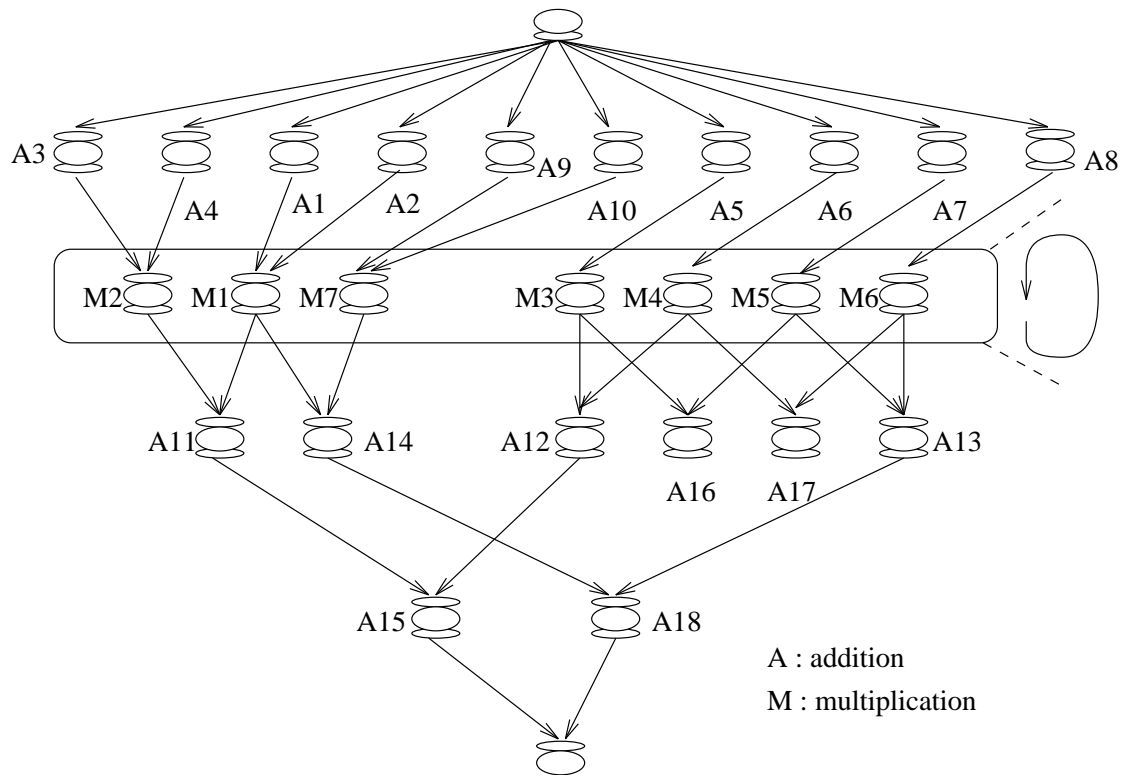 A3
A9
A8
A4
A1
A2
A10
A5
A6
A7
M2
M1
M7
M3
M4
M5
M6
A11
A14
A12
A13
A16
A17
A15
A18
A : addition
M : multiplication